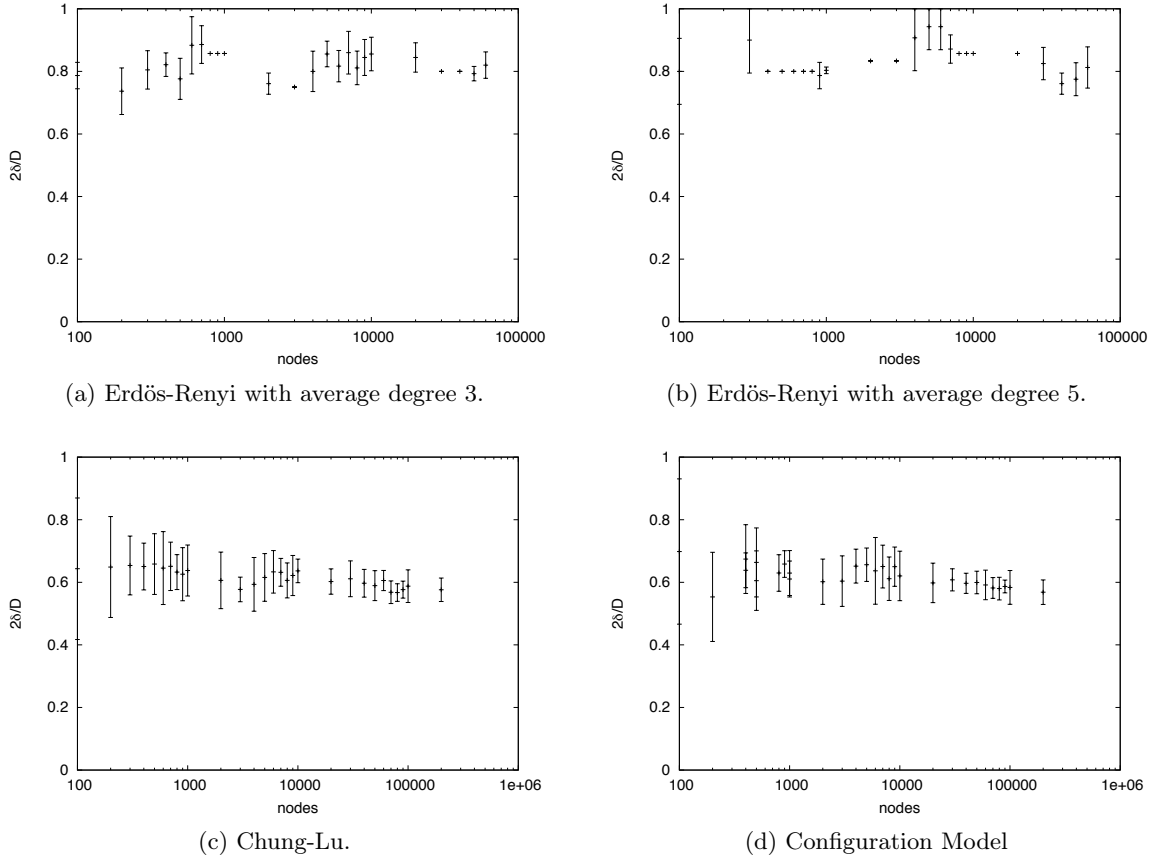 1
0.8
0.6
0.4
0.2
0
2δ/D
100
1000
10000
100000
nodes
(a) Erdös-Renyi with average degree 3.
1
0.8
0.6
0.4
0.2
0
2δ/D
100
1000
10000
100000
nodes
(b) Erdös-Renyi with average degree 5.
1
0.8
0.6
0.4
0.2
0
2δ/D
100
1000
10000
100000
1e+06
nodes
(c) Chung-Lu.
1
0.8
0.6
0.4
0.2
0
2δ/D
100
1000
10000
100000
1e+06
nodes
(d) Configuration Model